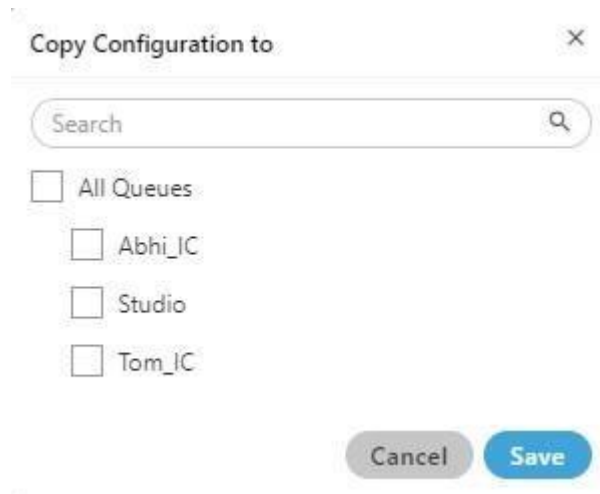 Copy Configuration to
Search
All Queues
Abhi_IC
Studio
Tom_IC
Cancel Save